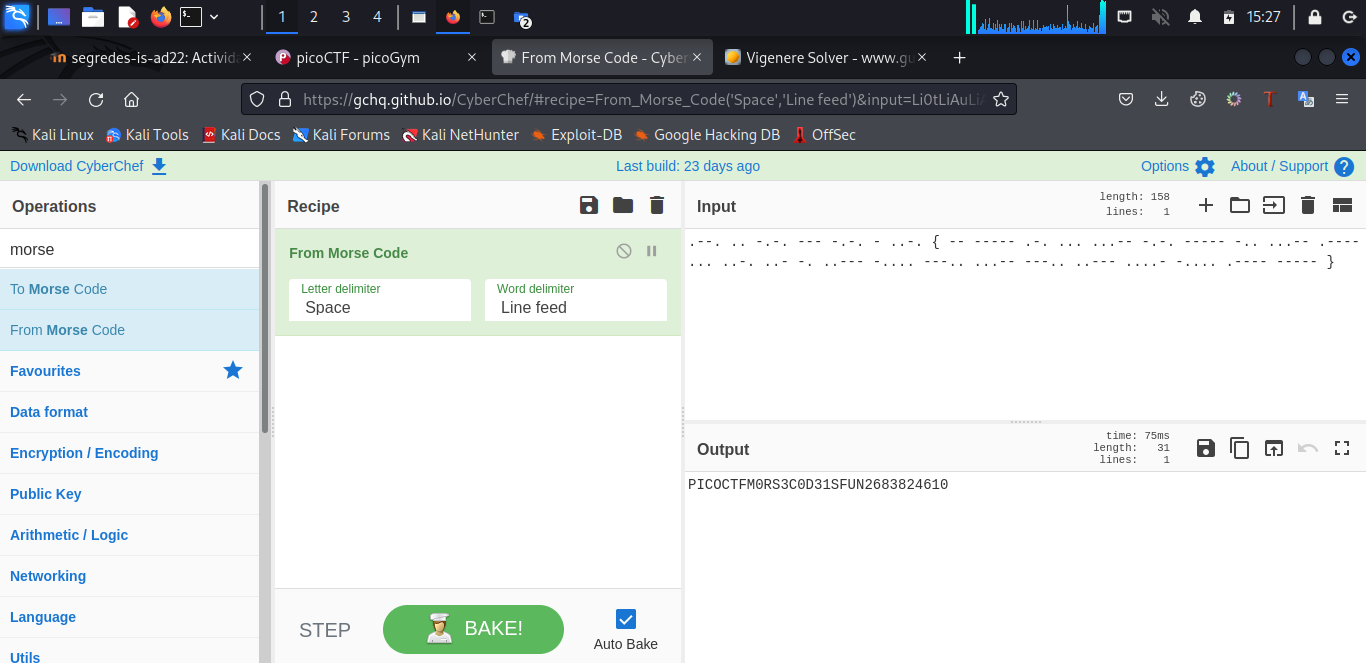 1 2 3 4 2 15:27
segredes-is-ad22: Activid picoCTF - picoGym From Morse Code - Cyber Vigenere Solver - www.gu
https://gchq.github.io/CyberChef/#recipe=From_Morse_Code('Space','Line feed')&input=Li0tLiAuLi
Kali Linux Kali Tools Kali Docs Kali Forums Kali NetHunter Exploit-DB Google Hacking DB OffSec
Download CyberChef Last build: 23 days ago Options About / Support
Operations
morse
To Morse Code
From Morse Code
Favourites
Data format
Encryption / Encoding
Public Key
Arithmetic / Logic
Networking
Language
Utils
Recipe
From Morse Code
Letter delimiter
Space
Word delimiter
Line feed
STEP
BAKE!
Auto Bake
Input
length: 158
lines: 1
.--. .. -.-. --- -.-. - ..-. { -- ----- .-. ... ...-- -.-. ----- -.. ...-- .----
... ..-. ..- -. ..--- -.... ---.. ...-- ---.. ..--- ....- -.... .---- ----- }
Output
time: 75ms
length: 31
lines: 1
PICOCTFM0RS3C0D31SFUN2683824610